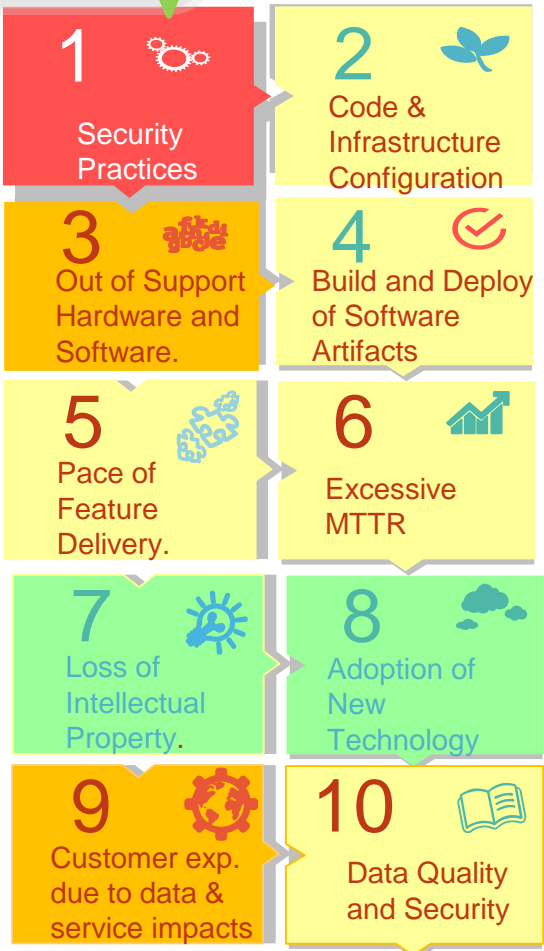 1
Security
Practices
2
Code &
Infrastructure
Configuration
3
Out of Support
Hardware and
Software.
4
Build and Deploy
of Software
Artifacts
5
Pace of
Feature
Delivery.
6
Excessive
MTTR
7
Loss of
Intellectual
Property.
8
Adoption of
New
Technology
9
Customer exp.
due to data &
service impacts
10
Data Quality
and Security